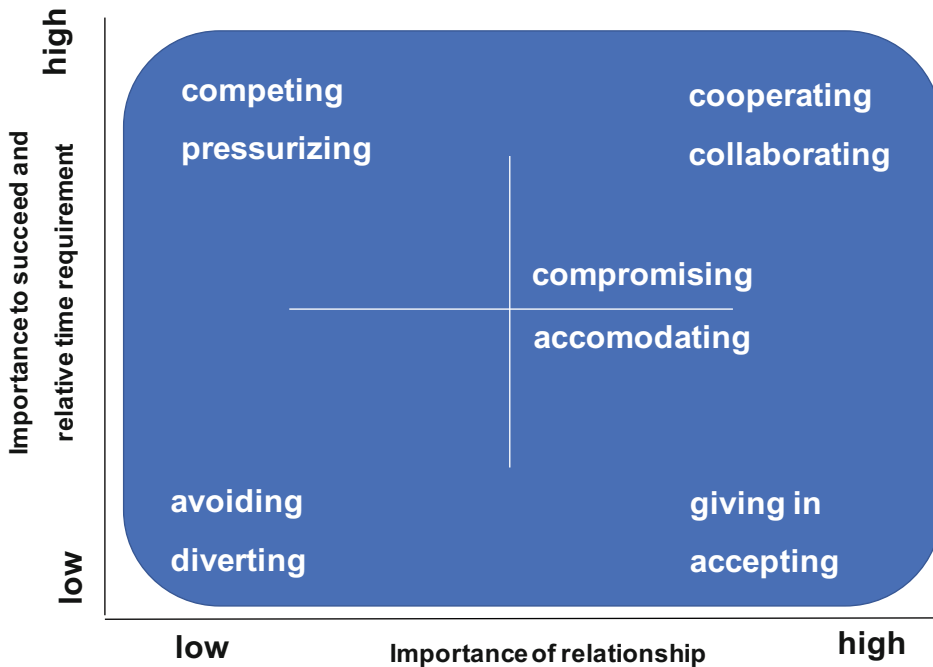 high
Importance to succeed and
relative time requirement
low
competing
pressurizing
cooperating
collaborating
compromising
accomodating
avoiding
diverting
giving in
accepting
low
Importance of relationship
high